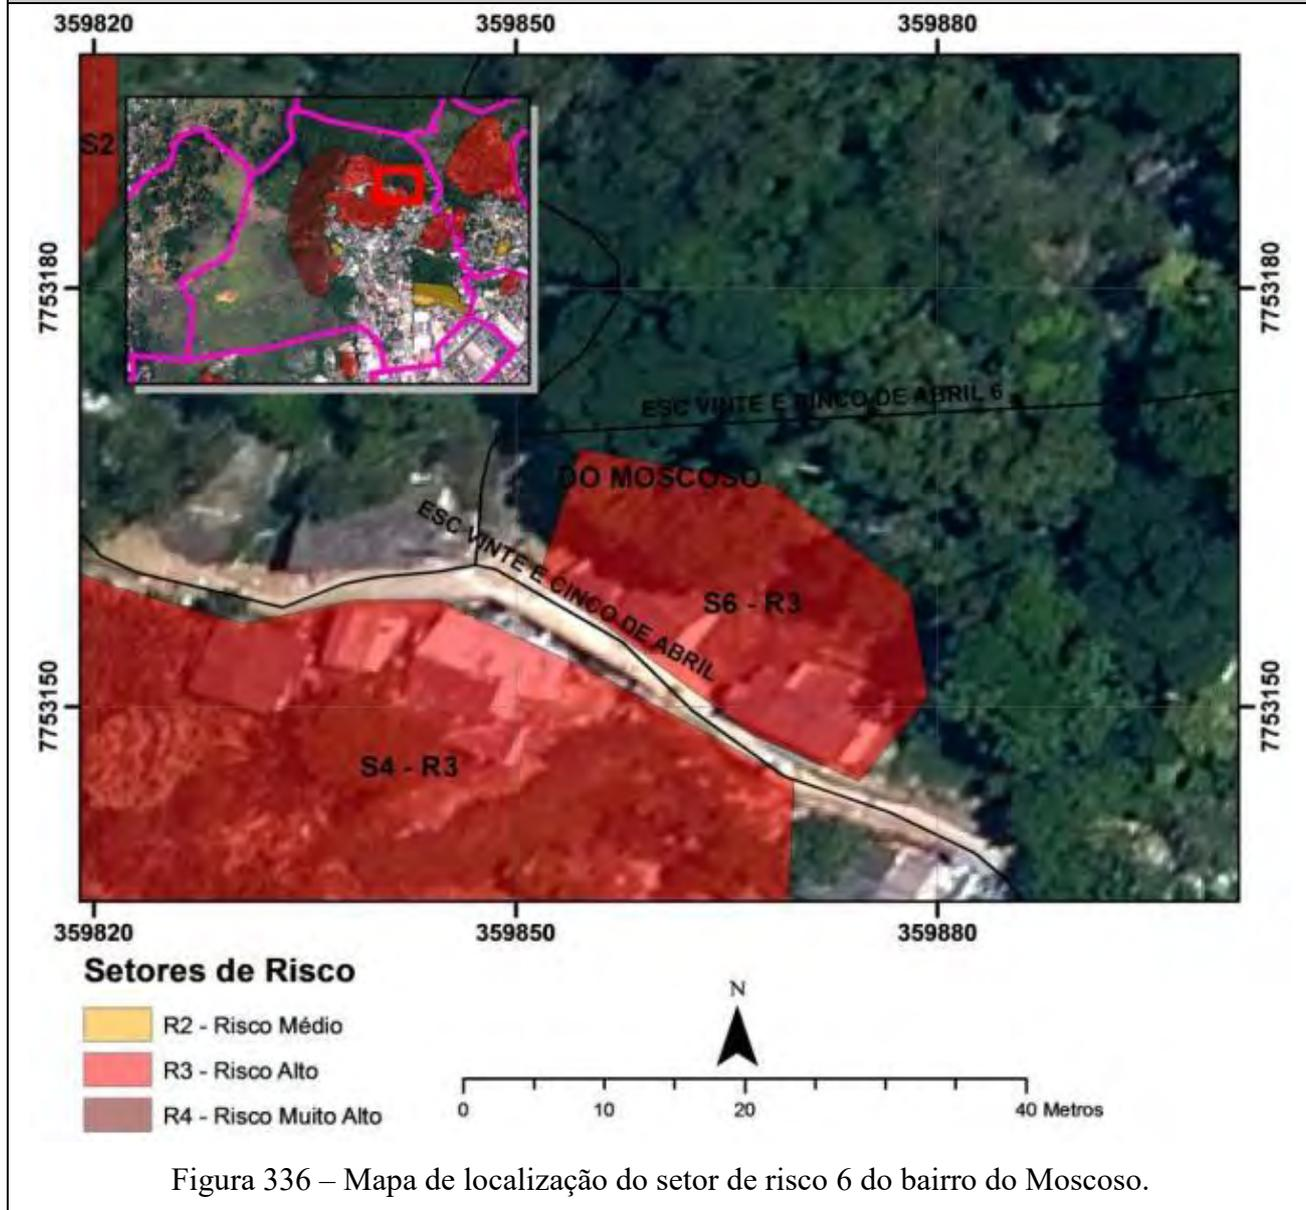 359820 359850 359880
S2
7753180 7753180
ESC VINTE E CINCO DE ABRIL 6
DO MOSCOSO
ESC VINTE E CINCO DE ABRIL
S6 - R3
7753150 7753150
S4 - R3
359820 359850 359880
Setores de Risco
R2 - Risco Médio
R3 - Risco Alto
R4 - Risco Muito Alto
N
0 10 20 40 Metros
Figura 336 – Mapa de localização do setor de risco 6 do bairro do Moscoso.